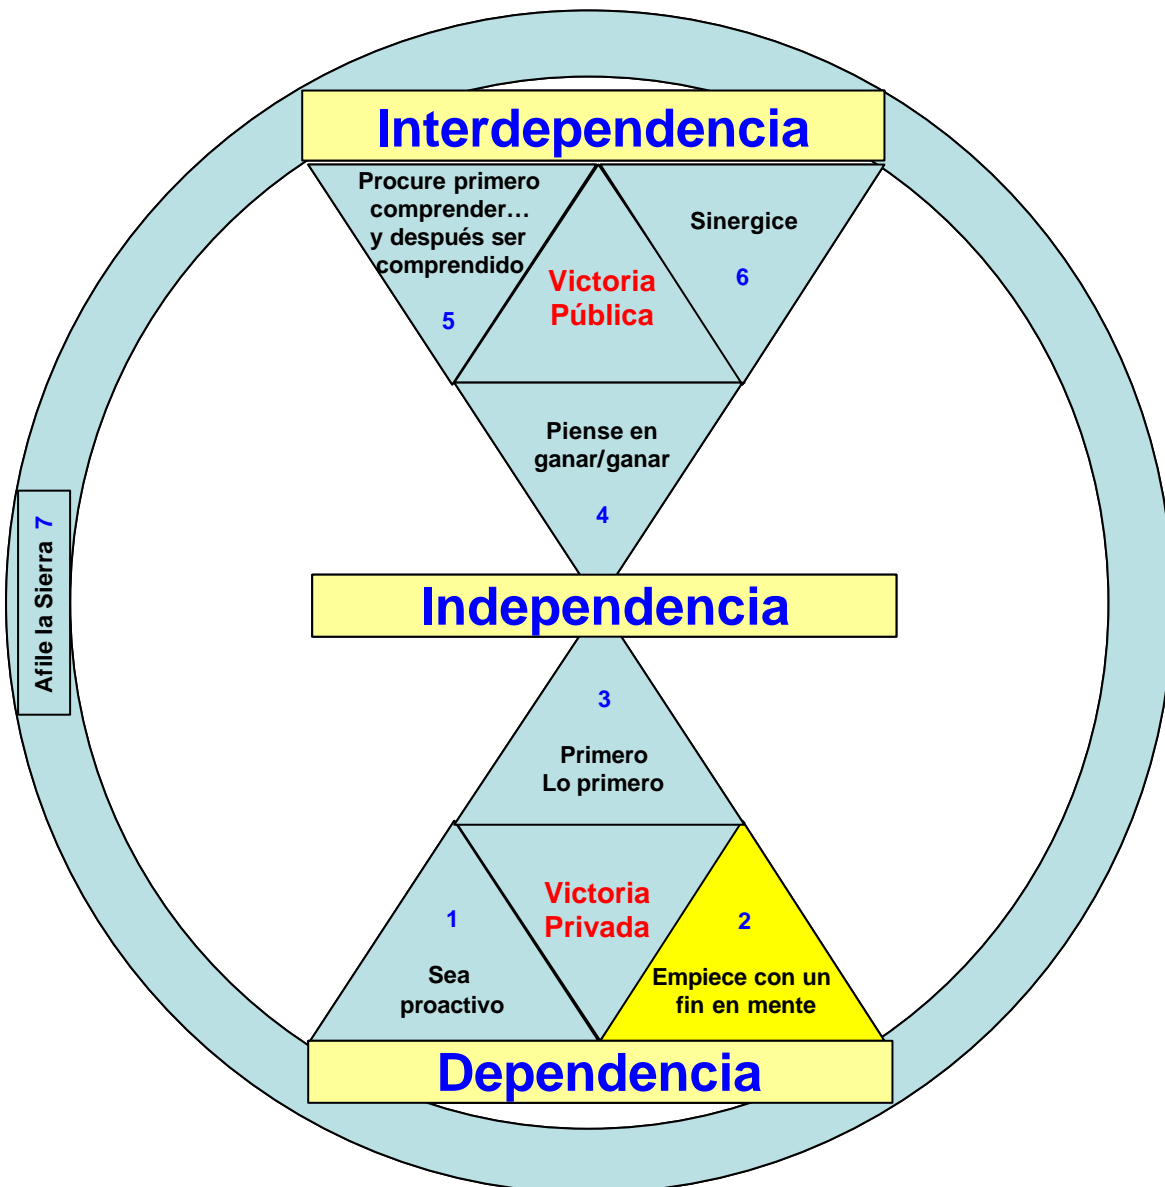 Interdependencia
Procure primero
comprender…
y después ser
comprendido
5
Victoria
Pública
Sinergice
6
Piense en
ganar/ganar
4
Afile la Sierra 7
Independencia
3
Primero
Lo primero
Victoria
Privada
1
Sea
proactivo
2
Empiece con un
fin en mente
Dependencia